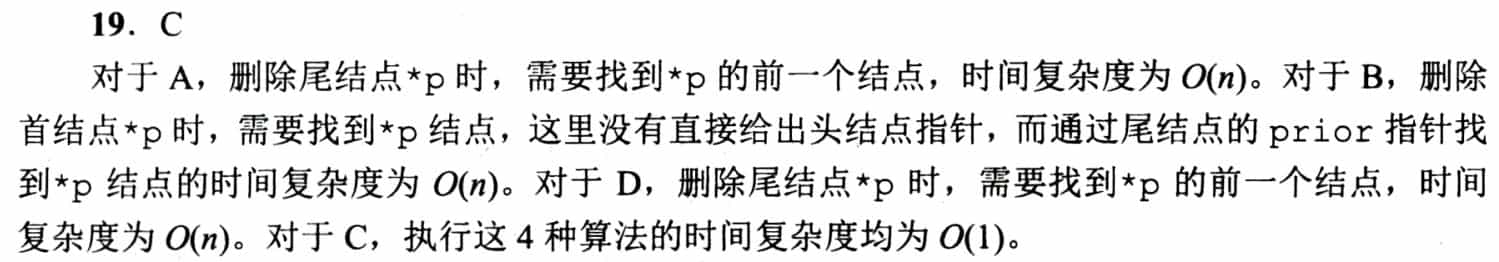 19．C
对于 A，删除尾结点*p 时，需要找到*p 的前一个结点，时间复杂度为 O(n)。对于 B，删除
首结点*p 时，需要找到*p 结点，这里没有直接给出头结点指针，而通过尾结点的 prior 指针找
到*p 结点的时间复杂度为 O(n)。对于 D，删除尾结点*p 时，需要找到*p 的前一个结点，时间
复杂度为 O(n)。对于 C，执行这 4 种算法的时间复杂度均为 O(1)。